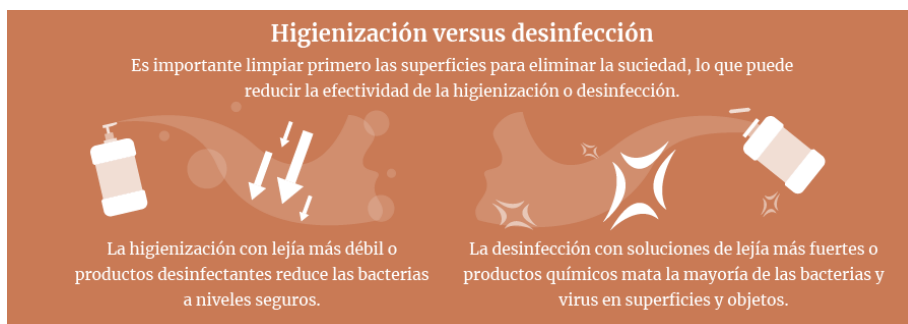 Higienización versus desinfección
Es importante limpiar primero las superficies para eliminar la suciedad, lo que puede
reducir la efectividad de la higienización o desinfección.
La higienización con lejía más débil o
productos desinfectantes reduce las bacterias
a niveles seguros.
La desinfección con soluciones de lejía más fuertes o
productos químicos mata la mayoría de las bacterias y
virus en superficies y objetos.